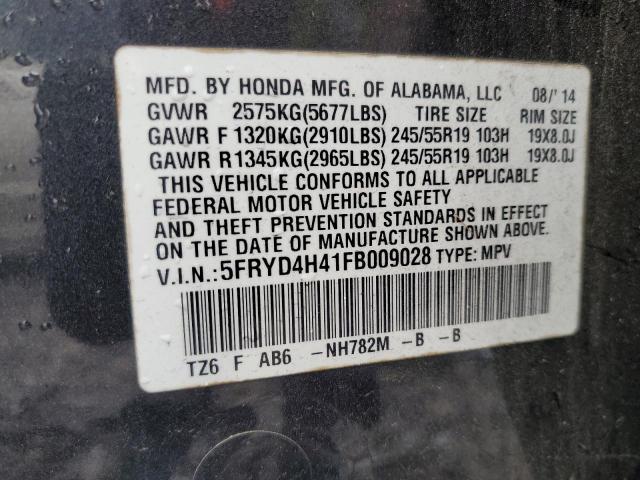 MFD. BY HONDA MFG. OF ALABAMA, LLC 08/'14
GVWR 2575KG(5677LBS) TIRE SIZE RIM SIZE
GAWR F 1320KG(2910LBS) 245/55R19 103H 19X8.0J
GAWR R 1345KG(2965LBS) 245/55R19 103H 19X8.0J
THIS VEHICLE CONFORMS TO ALL APPLICABLE
FEDERAL MOTOR VEHICLE SAFETY
AND THEFT PREVENTION STANDARDS IN EFFECT
ON THE DATE OF MANUFACTURE SHOWN ABOVE.
V.I.N.:5FRYD4H41FB009028 TYPE: MPV
TZ6 F AB6 -NH782M -B -B